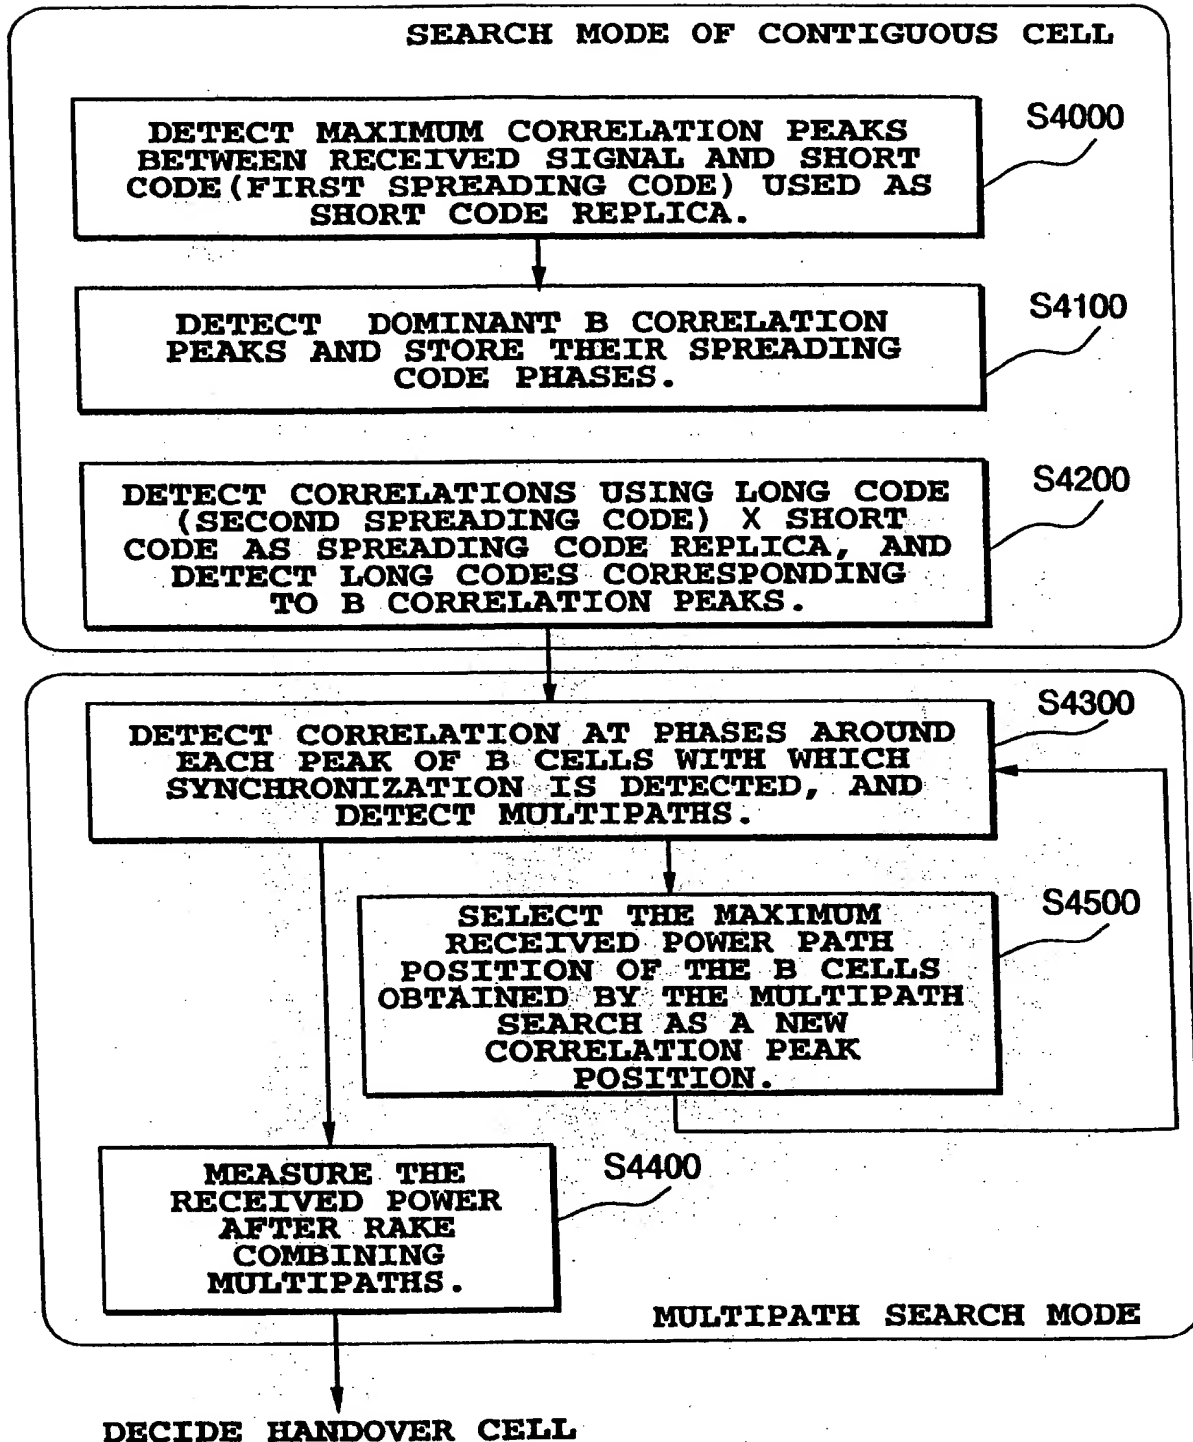 SEARCH MODE OF CONTIGUOUS CELL
S4000
DETECT MAXIMUM CORRELATION PEAKS
BETWEEN RECEIVED SIGNAL AND SHORT
CODE(FIRST SPREADING CODE) USED AS
SHORT CODE REPLICA.
S4100
DETECT DOMINANT B CORRELATION
PEAKS AND STORE THEIR SPREADING
CODE PHASES.
S4200
DETECT CORRELATIONS USING LONG CODE
(SECOND SPREADING CODE) X SHORT
CODE AS SPREADING CODE REPLICA, AND
DETECT LONG CODES CORRESPONDING
TO B CORRELATION PEAKS.
S4300
DETECT CORRELATION AT PHASES AROUND
EACH PEAK OF B CELLS WITH WHICH
SYNCHRONIZATION IS DETECTED, AND
DETECT MULTIPATHS.
S4500
SELECT THE MAXIMUM
RECEIVED POWER PATH
POSITION OF THE B CELLS
OBTAINED BY THE MULTIPATH
SEARCH AS A NEW
CORRELATION PEAK
POSITION.
S4400
MEASURE THE
RECEIVED POWER
AFTER RAKE
COMBINING
MULTIPATHS.
MULTIPATH SEARCH MODE
DECIDE HANDOVER CELL